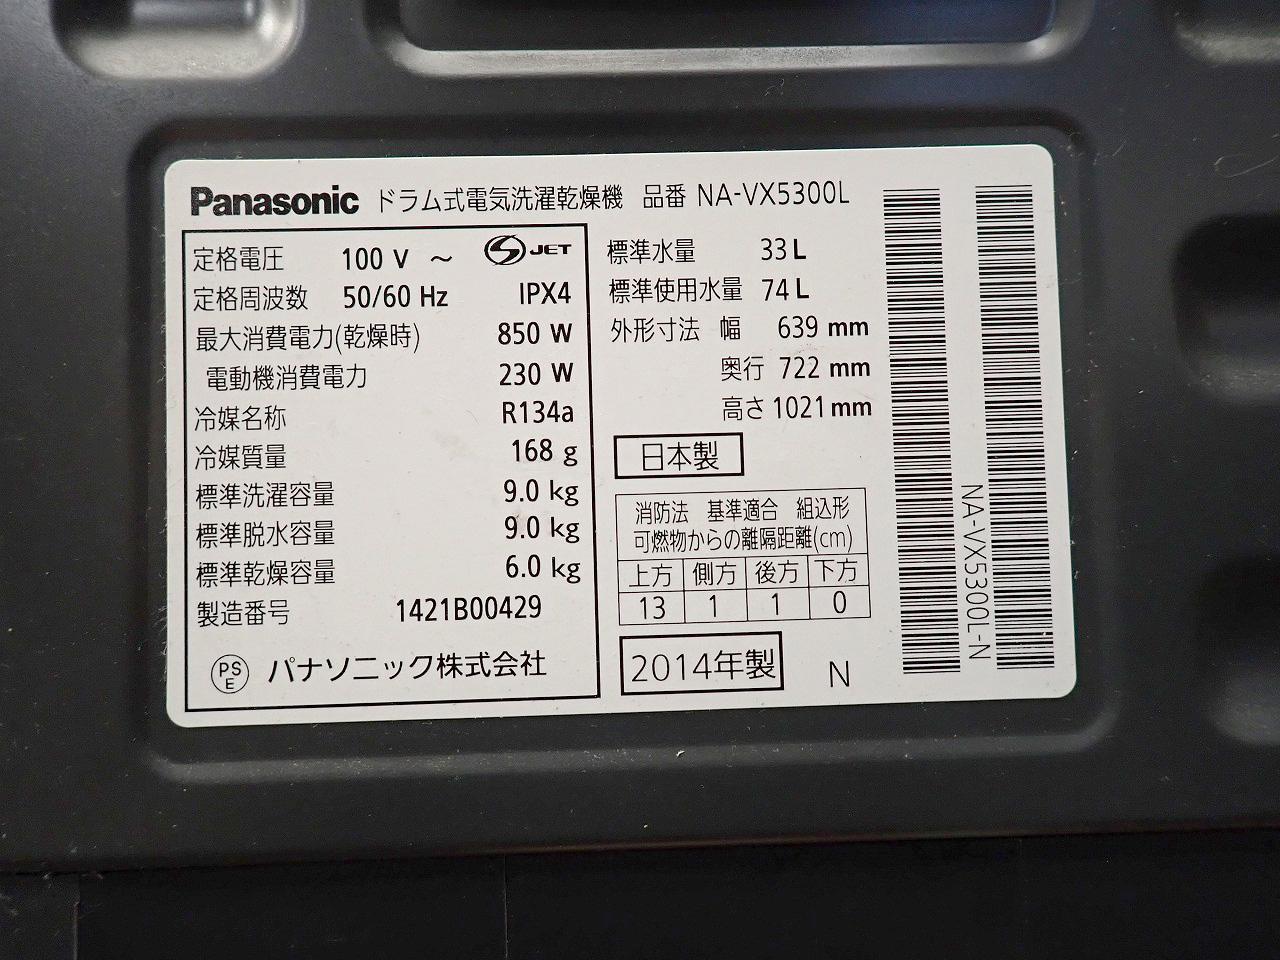 Panasonic ドラム式電気洗濯乾燥機 品番 NA-VX5300L
定格電圧 100 V ～ S JET
定格周波数 50/60 Hz IPX4
最大消費電力(乾燥時) 850 W
電動機消費電力 230 W
冷媒名称 R134a
冷媒質量 168 g
標準洗濯容量 9.0 kg
標準脱水容量 9.0 kg
標準乾燥容量 6.0 kg
製造番号 1421B00429
PS
E
パナソニック株式会社
標準水量 33 L
標準使用水量 74 L
外形寸法 幅 639 mm
奥行 722 mm
高さ 1021 mm
日本製
消防法 基準適合 組込形
可燃物からの離隔距離(cm)
上方 側方 後方 下方
13 1 1 0
2014年製 N
NA-VX5300L-N